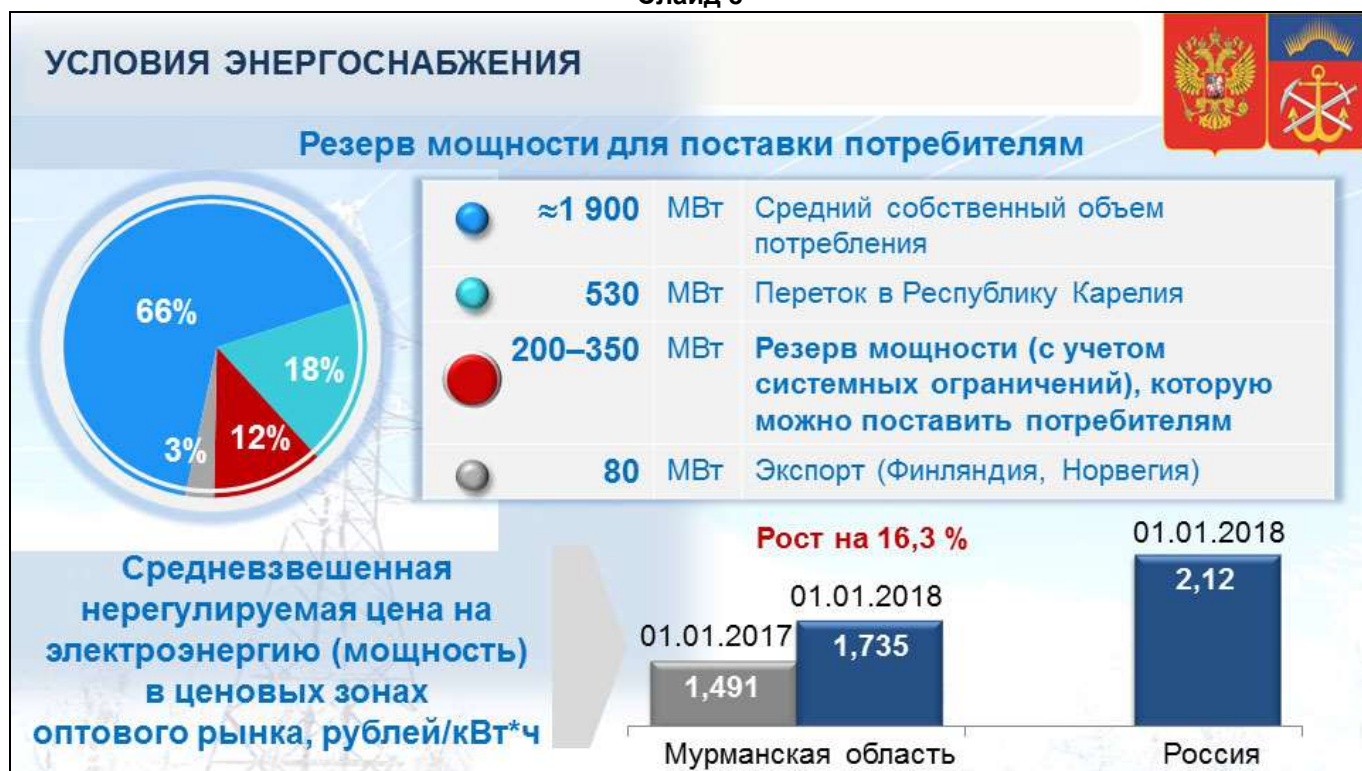 УСЛОВИЯ ЭНЕРГОСНАБЖЕНИЯ
Резерв мощности для поставки потребителям
66%
18%
12%
3%
≈1 900 МВт Средний собственный объем
потребления
530 МВт Переток в Республику Карелия
200–350 МВт Резерв мощности (с учетом
системных ограничений), которую
можно поставить потребителям
80 МВт Экспорт (Финляндия, Норвегия)
Средневзвешенная
нерегулируемая цена на
электроэнергию (мощность)
в ценовых зонах
оптового рынка, рублей/кВт*ч
Рост на 16,3 %
01.01.2017
1,491
01.01.2018
1,735
Мурманская область
01.01.2018
2,12
Россия